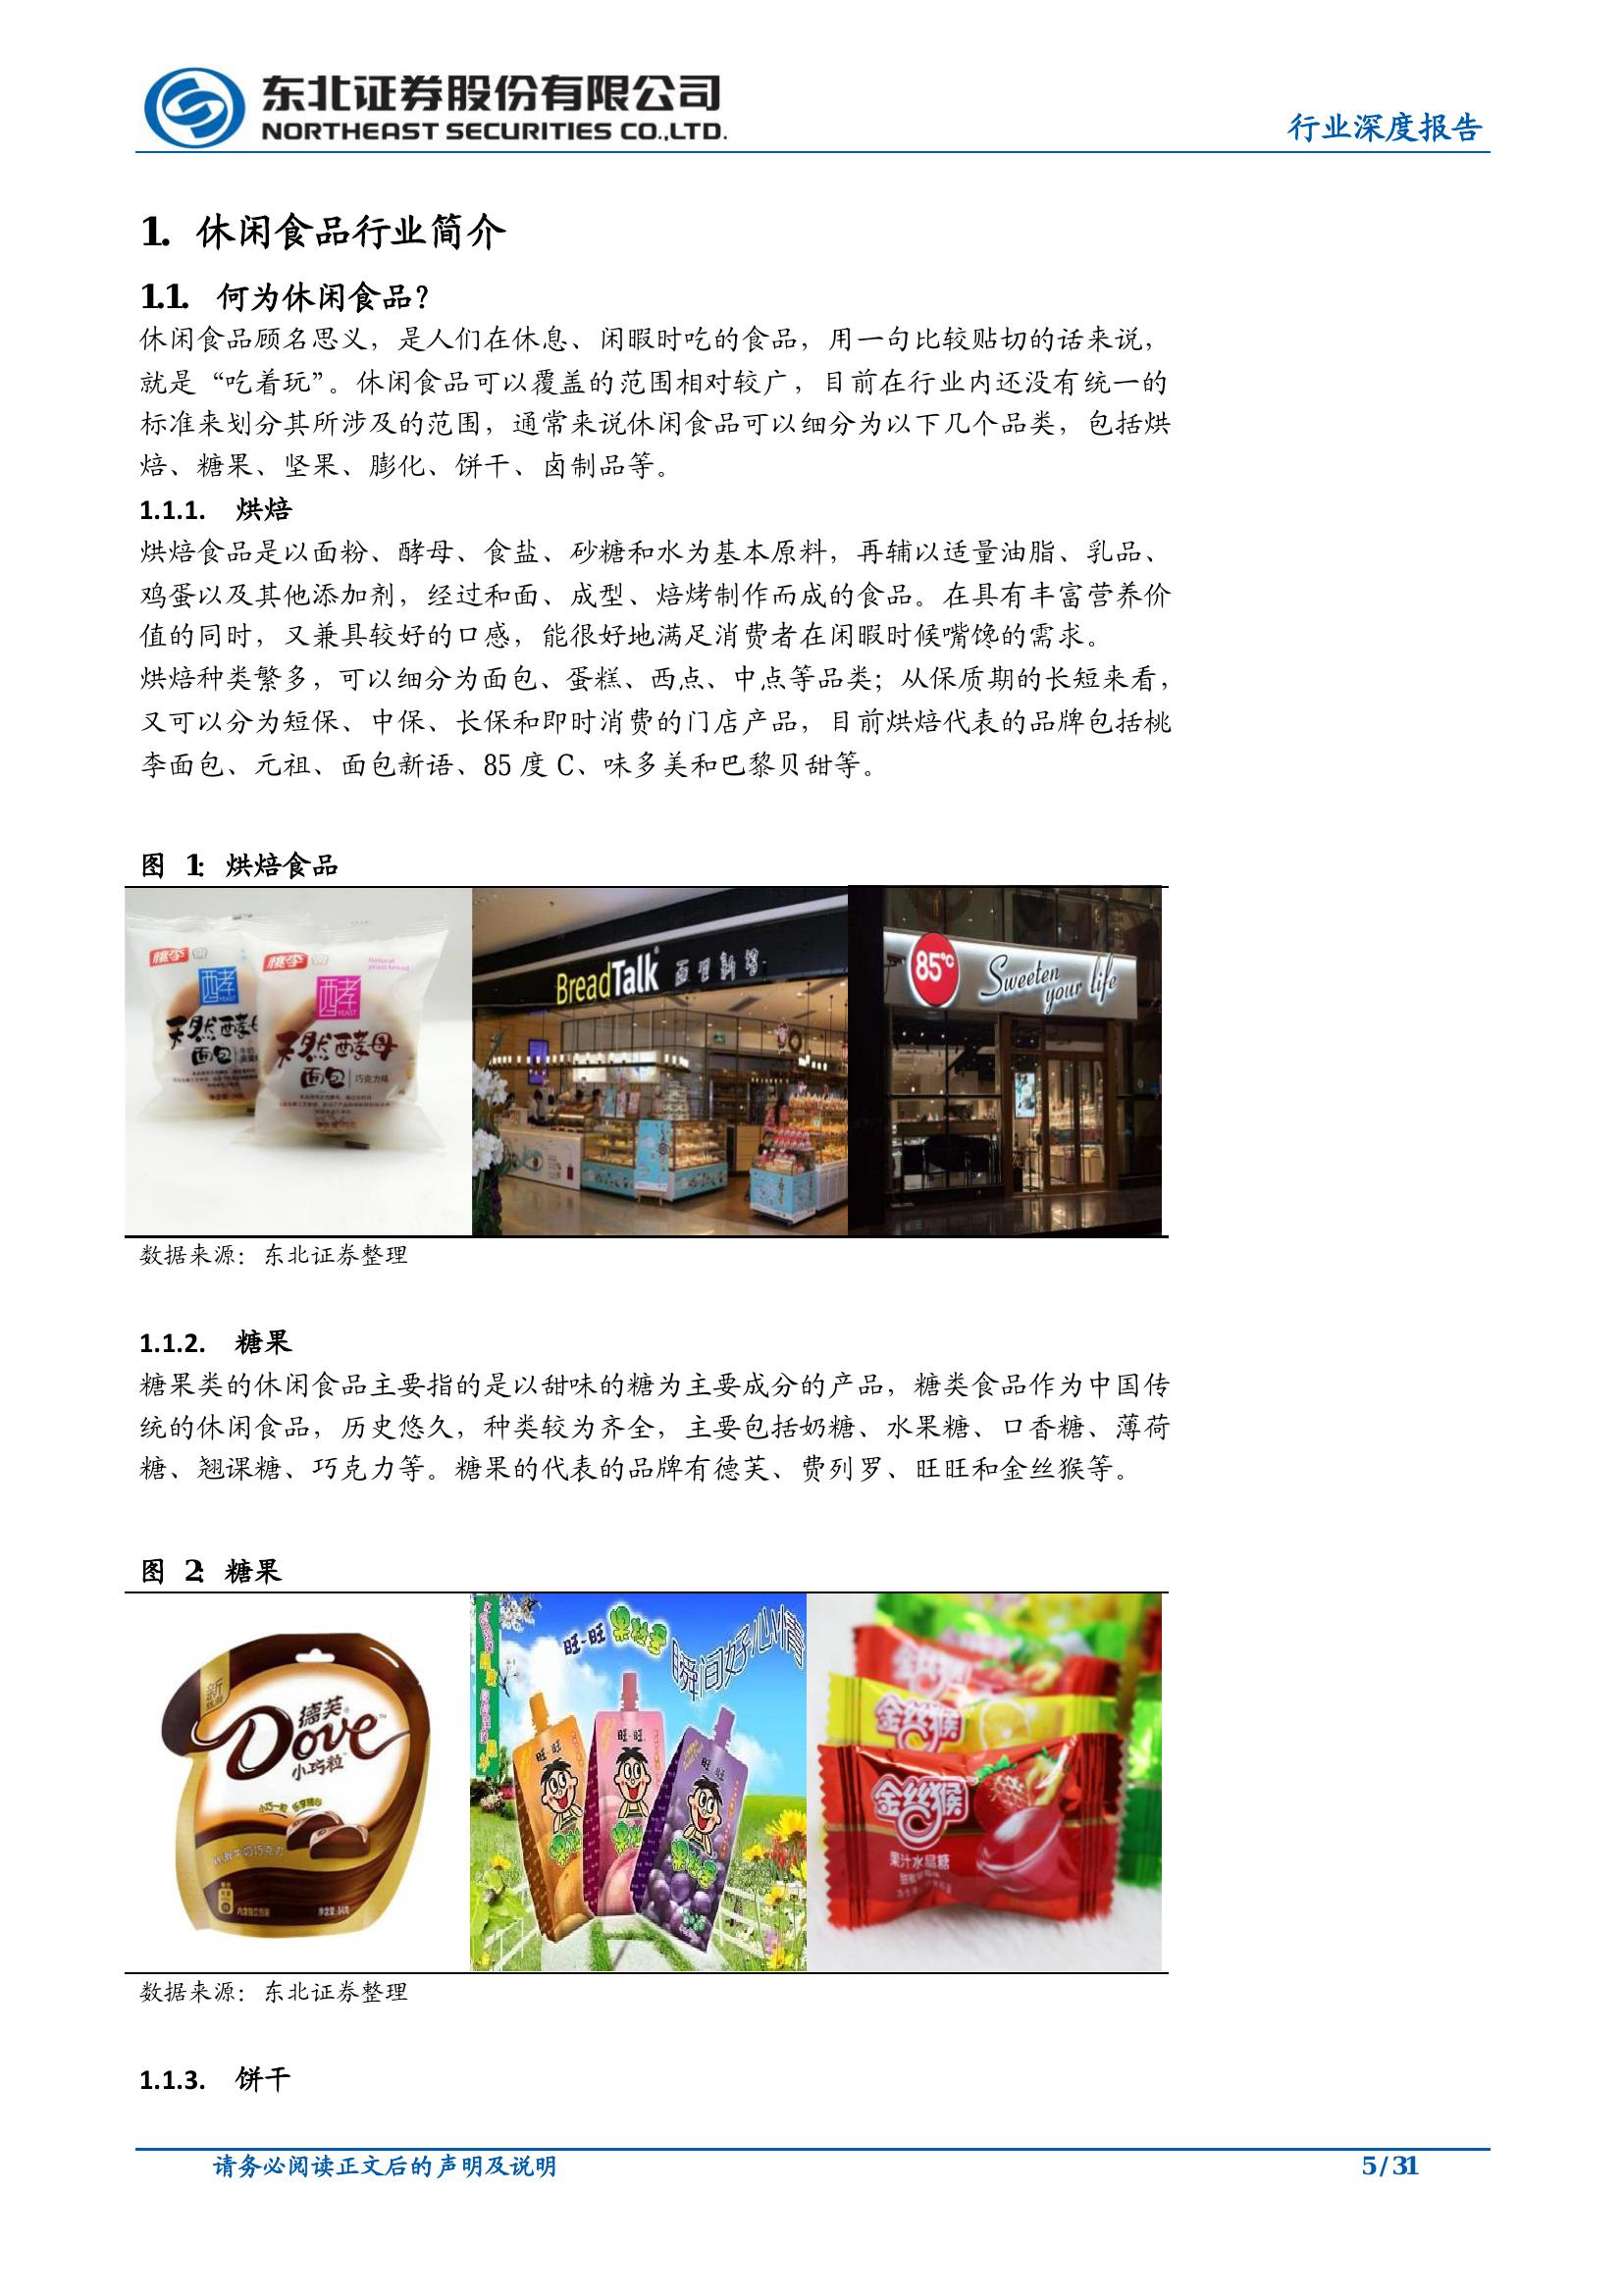 东北证券股份有限公司
NORTHEAST SECURITIES CO.,LTD.
行业深度报告
1. 休闲食品行业简介
1.1. 何为休闲食品?
休闲食品顾名思义，是人们在休息、闲暇时吃的食品，用一句比较贴切的话来说，
就是“吃着玩”。休闲食品可以覆盖的范围相对较广，目前在行业内还没有统一的
标准来划分其所涉及的范围，通常来说休闲食品可以细分为以下几个品类，包括烘
焙、糖果、坚果、膨化、饼干、卤制品等。
1.1.1. 烘焙
烘焙食品是以面粉、酵母、食盐、砂糖和水为基本原料，再辅以适量油脂、乳品、
鸡蛋以及其他添加剂，经过和面、成型、焙烤制作而成的食品。在具有丰富营养价
值的同时，又兼具较好的口感，能很好地满足消费者在闲暇时候嘴馋的需求。
烘焙种类繁多，可以细分为面包、蛋糕、西点、中点等品类；从保质期的长短来看，
又可以分为短保、中保、长保和即时消费的门店产品，目前烘焙代表的品牌包括桃
李面包、元祖、面包新语、85 度 C、味多美和巴黎贝甜等。
图 1: 烘焙食品
桃李
酵
YEAST
天然酵母
面包
桃李
Natural
yeast bread
酵
YEAST
天然酵母
面包 巧克力味
BreadTalk 面包新语
85°C
Sweeten
your life
数据来源：东北证券整理
1.1.2. 糖果
糖果类的休闲食品主要指的是以甜味的糖为主要成分的产品，糖类食品作为中国传
统的休闲食品，历史悠久，种类较为齐全，主要包括奶糖、水果糖、口香糖、薄荷
糖、翘课糖、巧克力等。糖果的代表的品牌有德芙、费列罗、旺旺和金丝猴等。
图 2: 糖果
新
德芙
Dove
小巧粒
旺-旺
瞬间好心情
旺-旺
旺-旺
旺旺
金丝猴
金丝猴
金丝猴
果汁水晶糖
数据来源：东北证券整理
1.1.3. 饼干
请务必阅读正文后的声明及说明
5 / 31